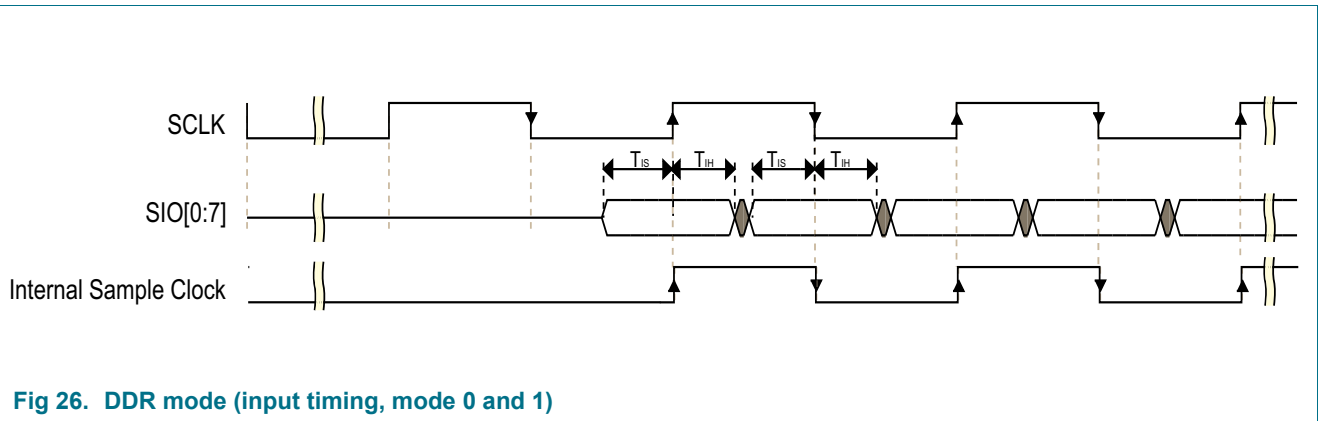 SCLK
TIS TIH TIS TIH
SIO[0:7]
Internal Sample Clock
Fig 26. DDR mode (input timing, mode 0 and 1)